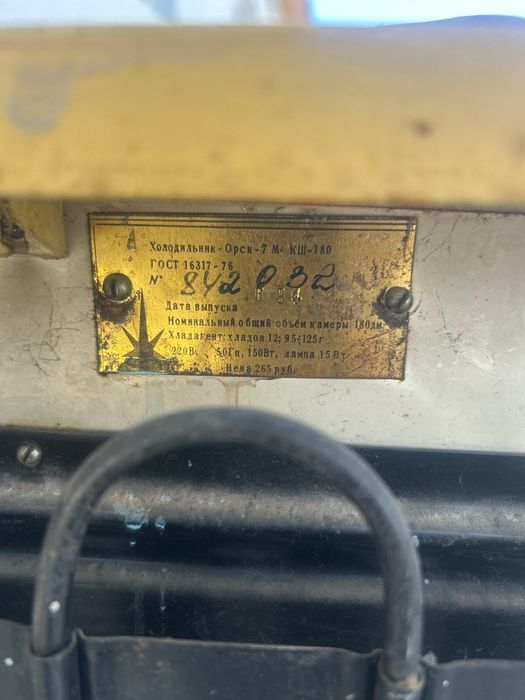 Холодильник «Орск-7 М» КШ-180
ГОСТ 16317-76
№ 842032
Дата выпуска
Номинальный общий объём камеры 180дм
Хладагент: хладон 12; 95÷125г
220В 50Гц, 150Вт, лампа 15 Вт
Цена 265 руб.